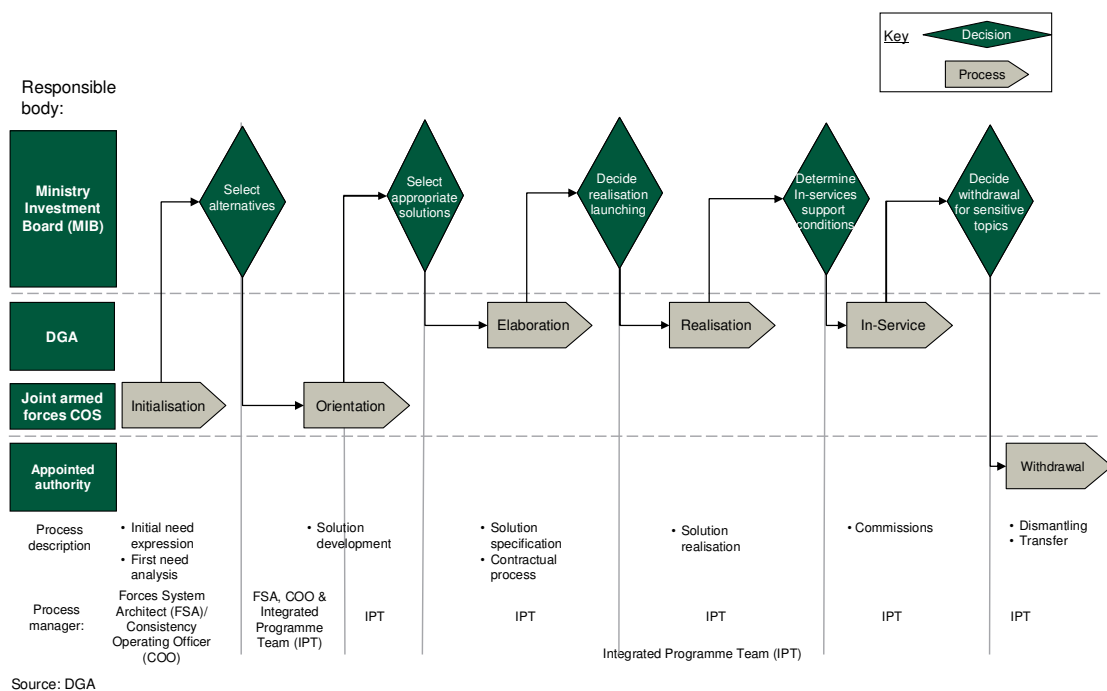 Key
Decision
Process
Responsible
body:
Ministry
Investment
Board (MIB)
Select
alternatives
Select
appropriate
solutions
Decide
realisation
launching
Determine
In-services
support
conditions
Decide
withdrawal
for sensitive
topics
DGA
Elaboration
Realisation
In-Service
Joint armed
forces COS
Initialisation
Orientation
Appointed
authority
Withdrawal
Process
description
• Initial need
expression
• First need
analysis
• Solution
development
• Solution
specification
• Contractual
process
• Solution
realisation
• Commissions
• Dismantling
• Transfer
Process
manager:
Forces System
Architect (FSA)/
Consistency
Operating Officer
(COO)
FSA, COO &
Integrated
Programme
Team (IPT)
IPT
IPT
IPT
IPT
IPT
Integrated Programme Team (IPT)
Source: DGA